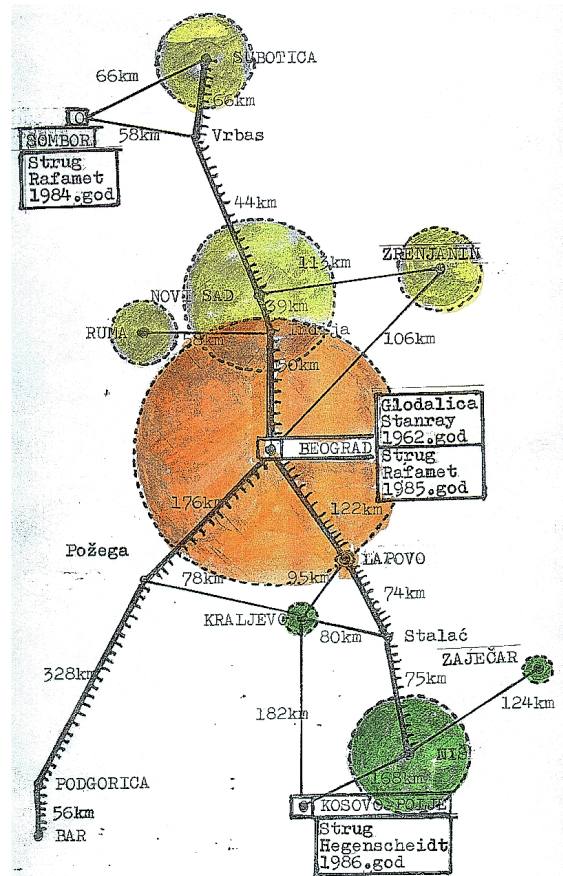 SUBOTICA
66km
66km
58km
Vrbas
SOMBOR
Strug
Rafamet
1984.god
44km
ZRENJANIN
113km
NOVI SAD
39km
RUMA
58km
Inđija
106km
50km
Glodalica
Stanray
1962.god
BEOGRAD
Strug
Rafamet
1985.god
176km
122km
Požega
LAPOVO
78km
95km
74km
KRALJEVO
80km
Stalać
ZAJEČAR
328km
75km
124km
182km
NIŠ
168km
PODGORICA
56km
KOSOVO POLJE
BAR
Strug
Hegenscheidt
1986.god